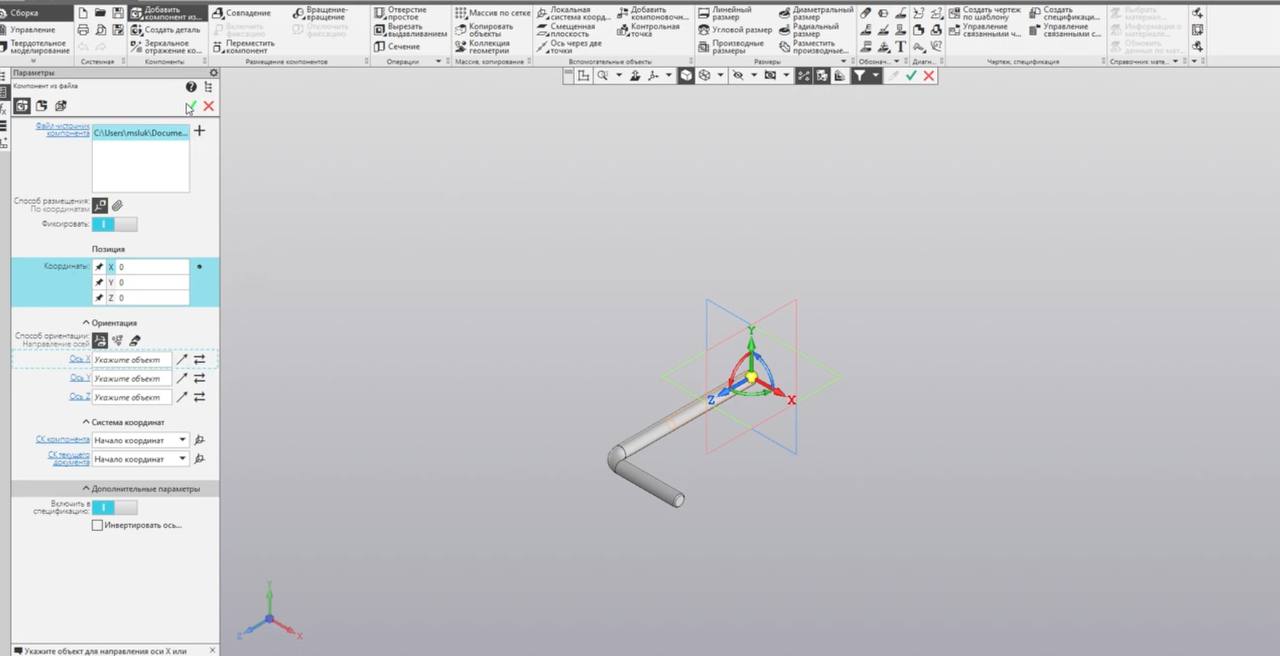 Сборка
Управление
Твердотельное
моделирование
Системная
Добавить
компонент из...
Создать деталь
Зеркальное
отражение ко...
Компоненты
Совпадение
Включить
фиксацию
Переместить
компонент
Вращение-
вращение
Отключить
фиксацию
Размещение компонентов
Отверстие
простое
Вырезать
выдавливанием
Сечение
Операции
Массив по сетке
Копировать
объекты
Коллекция
геометрии
Массив, копирование
Локальная
система коорд...
Смещенная
плоскость
Ось через две
точки
Добавить
компоновочн...
Контрольная
точка
Вспомогательные объекты
Линейный
размер
Угловой размер
Производные
размеры
Диаметральный
размер
Радиальный
размер
Разместить
производные...
Размеры
Обознач...
Диагн...
Создать чертеж
по шаблону
Управление
связанными ч...
Создать
спецификаци...
Управление
связанными с...
Чертеж, спецификация
Выбрать
материал...
Информация о
материале...
Обновить
данные по мат...
Справочник мате...
Параметры
Компонент из файла
Файл-источник
компонента
C:\Users\msluk\Docume...
Способ размещения:
По координатам
Фиксировать:
Позиция
Координаты:
X 0
Y 0
Z 0
Ориентация
Способ ориентации:
Направление осей
Ось X Укажите объект
Ось Y Укажите объект
Ось Z Укажите объект
Система координат
СК компонента Начало координат
СК текущего
документа
Начало координат
Дополнительные параметры
Включить в
спецификацию:
Инвертировать ось...
Укажите объект для направления оси X или
Y
Z
X
Y
Z
X